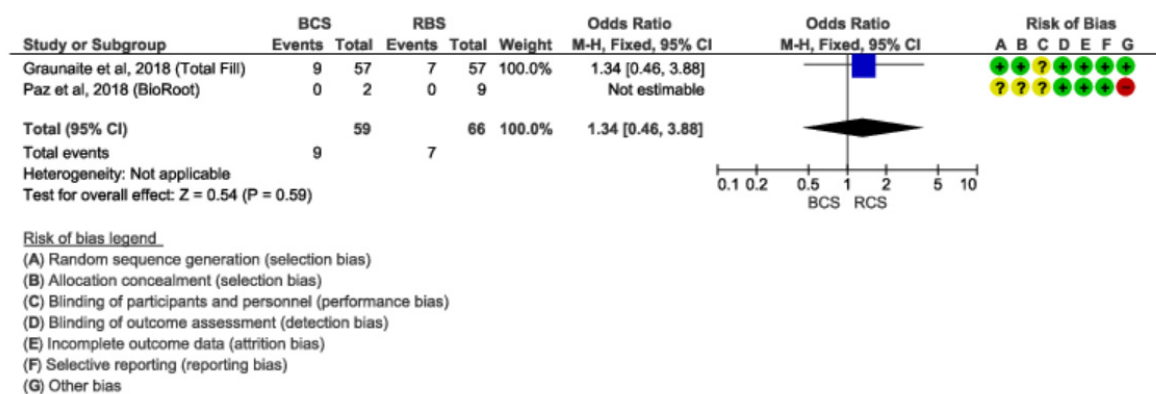 BCS RBS Odds Ratio Odds Ratio Risk of Bias
Study or Subgroup Events Total Events Total Weight M-H, Fixed, 95% CI M-H, Fixed, 95% CI A B C D E F G
Graunaite et al, 2018 (Total Fill) 9 57 7 57 100.0% 1.34 [0.46, 3.88] + + ? + + + +
Paz et al, 2018 (BioRoot) 0 2 0 9 Not estimable ? ? ? + + + −
Total (95% CI) 59 66 100.0% 1.34 [0.46, 3.88]
Total events 9 7
Heterogeneity: Not applicable
Test for overall effect: Z = 0.54 (P = 0.59)
0.1 0.2 0.5 1 2 5 10
BCS RCS
Risk of bias legend
(A) Random sequence generation (selection bias)
(B) Allocation concealment (selection bias)
(C) Blinding of participants and personnel (performance bias)
(D) Blinding of outcome assessment (detection bias)
(E) Incomplete outcome data (attrition bias)
(F) Selective reporting (reporting bias)
(G) Other bias